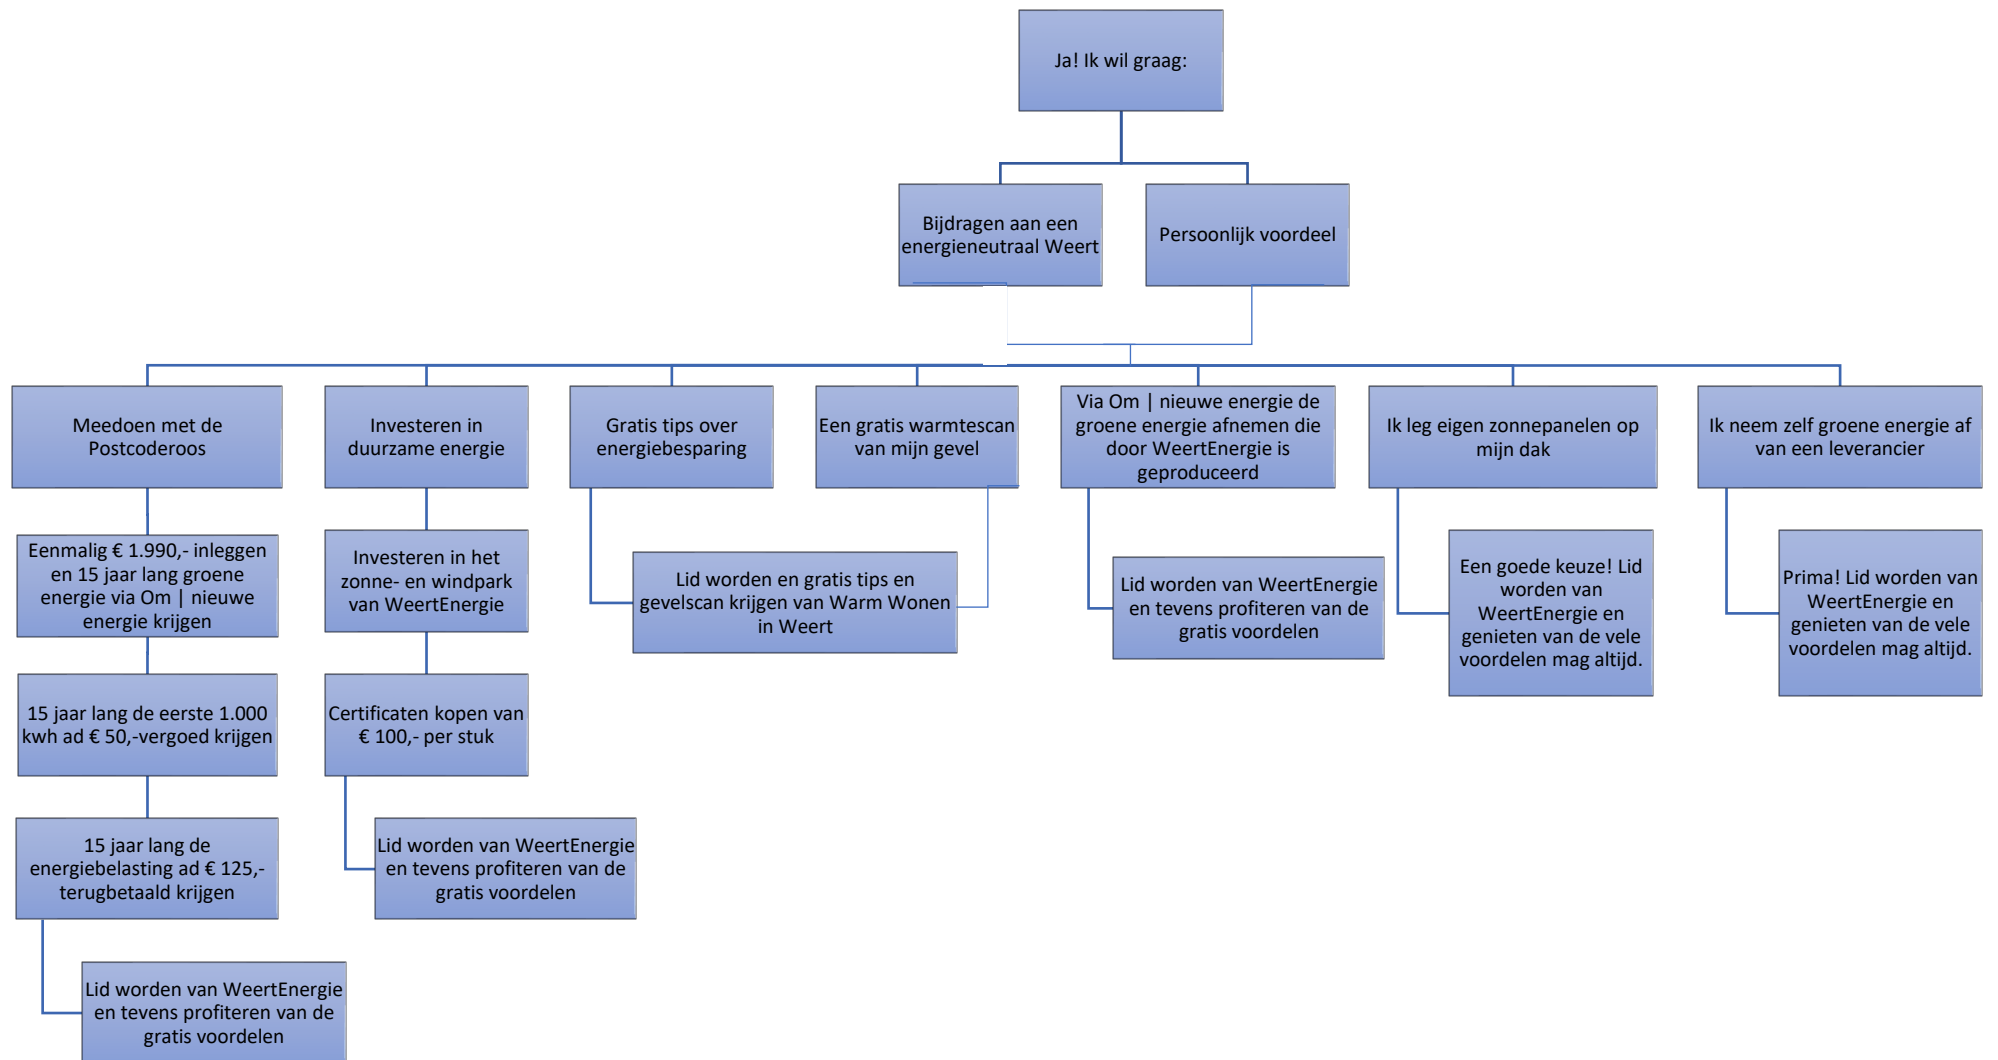 Ja! Ik wil graag:
Bijdragen aan een
energieneutraal Weert
Persoonlijk voordeel
Meedoen met de
Postcoderoos
Investeren in
duurzame energie
Gratis tips over
energiebesparing
Een gratis warmtescan
van mijn gevel
Via Om | nieuwe energie de
groene energie afnemen die
door WeertEnergie is
geproduceerd
Ik leg eigen zonnepanelen op
mijn dak
Ik neem zelf groene energie af
van een leverancier
Eenmalig € 1.990,- inleggen
en 15 jaar lang groene
energie via Om | nieuwe
energie krijgen
Investeren in het
zonne- en windpark
van WeertEnergie
Lid worden en gratis tips en
gevelscan krijgen van Warm Wonen
in Weert
Lid worden van WeertEnergie
en tevens profiteren van de
gratis voordelen
Een goede keuze! Lid
worden van
WeertEnergie en
genieten van de vele
voordelen mag altijd.
Prima! Lid worden van
WeertEnergie en
genieten van de vele
voordelen mag altijd.
15 jaar lang de eerste 1.000
kwh ad € 50,-vergoed krijgen
Certificaten kopen van
€ 100,- per stuk
15 jaar lang de
energiebelasting ad € 125,-
terugbetaald krijgen
Lid worden van WeertEnergie
en tevens profiteren van de
gratis voordelen
Lid worden van WeertEnergie
en tevens profiteren van de
gratis voordelen